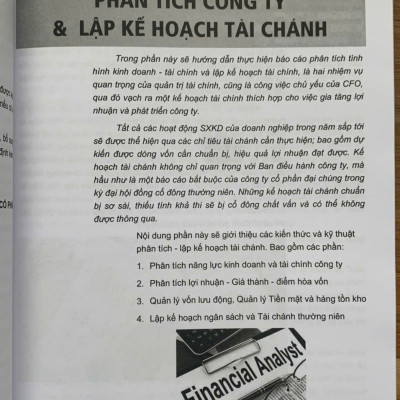 PHÂN TÍCH CÔNG TY
& LẬP KẾ HOẠCH TÀI CHÁNH
Trong phần này sẽ hướng dẫn thực hiện báo cáo phân tích tình
hình kinh doanh - tài chính và lập kế hoạch tài chính, là hai nhiệm vụ
quan trọng của quản trị tài chính, cũng là công việc chủ yếu của CFO,
qua đó vạch ra một kế hoạch tài chính thích hợp cho việc gia tăng lợi
nhuận và phát triển công ty.
Tất cả các hoạt động SXKD của doanh nghiệp trong năm sắp tới
sẽ được thể hiện qua các chỉ tiêu tài chánh cần thực hiện; bao gồm dự
kiến được dòng vốn cần chuẩn bị, hiệu quả lợi nhuận đạt được. Kế
hoạch tài chánh không chỉ quan trọng với Ban điều hành công ty, mà
hầu như là một báo cáo bắt buộc của công ty cổ phần đại chúng trong
kỳ đại hội đồng cổ đông thường niên. Những kế hoạch tài chánh chuẩn
bị sơ sài, thiếu tính khả thi sẽ bị cổ đông chất vấn và có thể không
được thông qua.
Nội dung phần này sẽ giới thiệu các kiến thức và kỹ thuật
phân tích - lập kế hoạch tài chánh. Bao gồm các phần:
1. Phân tích năng lực kinh doanh và tài chính công ty
2. Phân tích lợi nhuận - Giá thành - điểm hòa vốn
3. Quản lý vốn lưu động, Quản lý Tiền mặt và hàng tồn kho
4. Lập kế hoạch ngân sách và Tài chánh thường niên
Financial Analyst